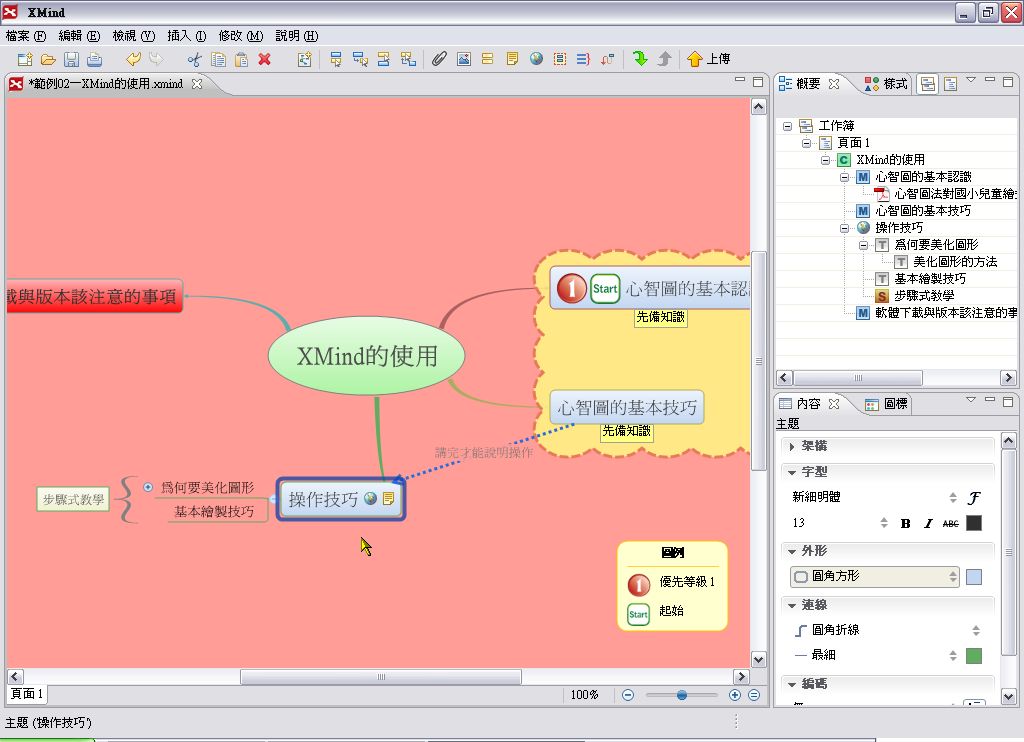 XMind
檔案 (F) 編輯 (E) 檢視 (V) 插入 (I) 修改 (M) 說明 (H)
上傳
*範例02—XMind的使用.xmind
載與版本該注意的事項
XMind的使用
1 Start 心智圖的基本認
先備知識
心智圖的基本技巧
先備知識
講完才能說明操作
步驟式教學
為何要美化圖形
基本繪製技巧
操作技巧
圖例
1 優先等級 1
Start 起始
頁面 1
100%
主題 ('操作技巧')
概要 樣式
工作簿
頁面 1
C XMind的使用
M 心智圖的基本認識
心智圖法對國小兒童繪
M 心智圖的基本技巧
操作技巧
T 為何要美化圖形
T 美化圖形的方法
T 基本繪製技巧
S 步驟式教學
M 軟體下載與版本該注意的事
內容 圖標
主題
架構
字型
新細明體
13 B I ABC
外形
圓角方形
連線
圓角折線
最細
編碼